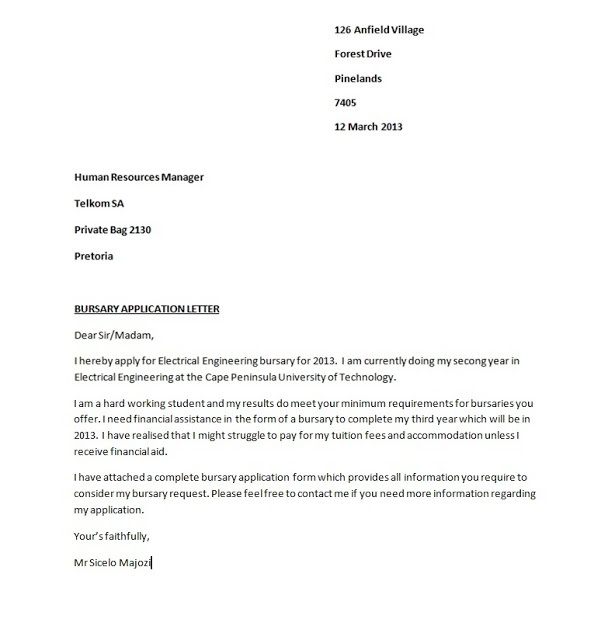 126 Anfield Village
Forest Drive
Pinelands
7405
12 March 2013
Human Resources Manager
Telkom SA
Private Bag 2130
Pretoria
BURSARY APPLICATION LETTER
Dear Sir/Madam,
I hereby apply for Electrical Engineering bursary for 2013. I am currently doing my secong year in
Electrical Engineering at the Cape Peninsula University of Technology.
I am a hard working student and my results do meet your minimum requirements for bursaries you
offer. I need financial assistance in the form of a bursary to complete my third year which will be in
2013. I have realised that I might struggle to pay for my tuition fees and accommodation unless I
receive financial aid.
I have attached a complete bursary application form which provides all information you require to
consider my bursary request. Please feel free to contact me if you need more information regarding
my application.
Your's faithfully,
Mr Sicelo Majozi